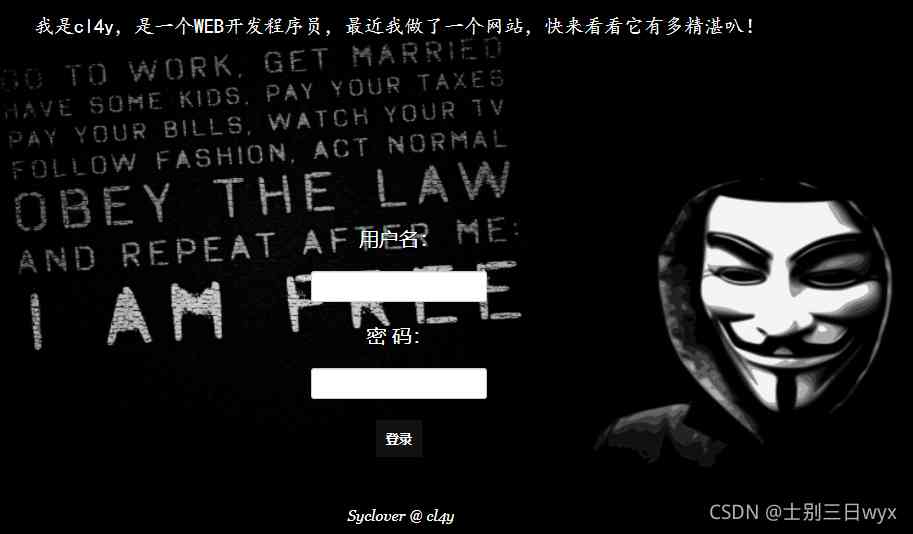 我是cl4y，是一个WEB开发程序员，最近我做了一个网站，快来看看它有多精湛叭！
GO TO WORK, GET MARRIED
HAVE SOME KIDS, PAY YOUR TAXES
PAY YOUR BILLS, WATCH YOUR TV
FOLLOW FASHION, ACT NORMAL
OBEY THE LAW
AND REPEAT AFTER ME:
I AM FREE
用户名：
密 码：
登录
Syclover @ cl4y
CSDN @士别三日wyx